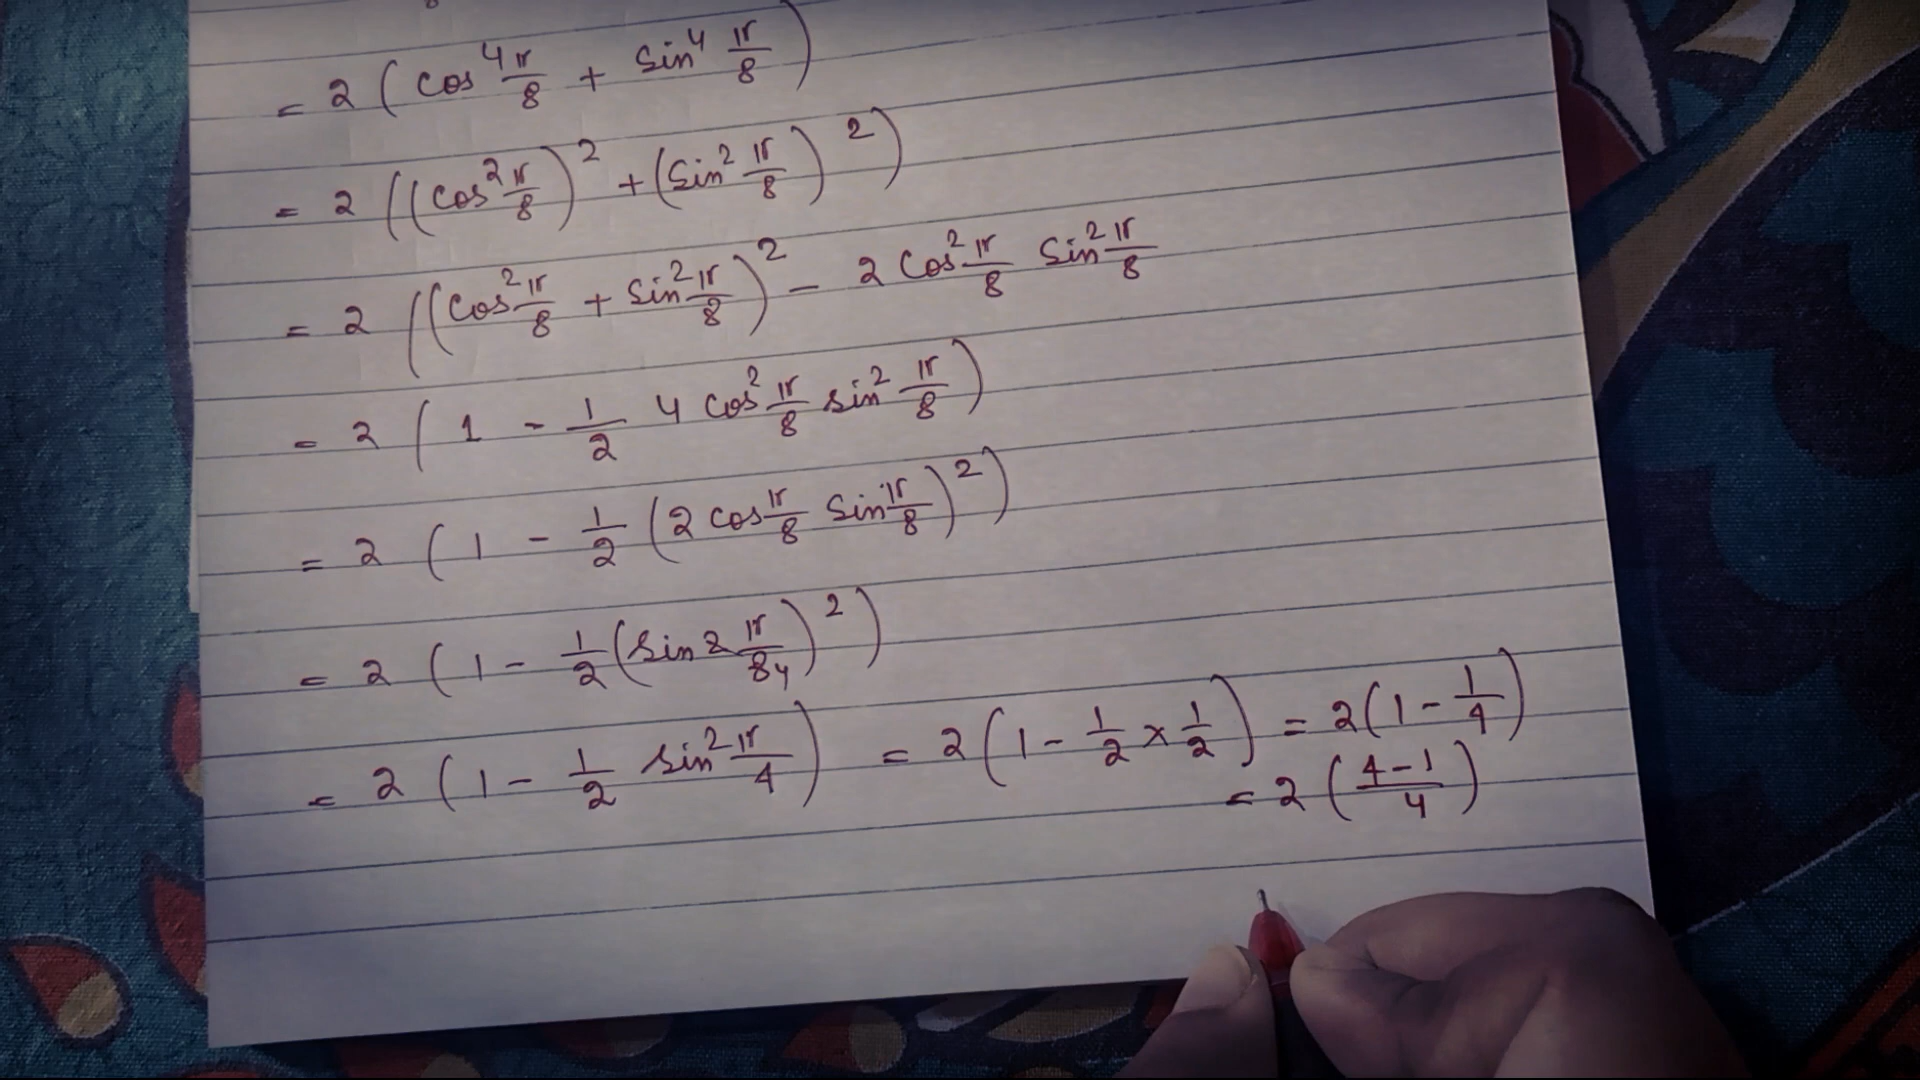 = 2 ( cos⁴ π/8 + sin⁴ π/8 )
= 2 ((cos² π/8)² + (sin² π/8)²)
= 2 ((cos² π/8 + sin² π/8)² - 2 cos² π/8 sin² π/8
= 2 ( 1 - 1/2 4 cos² π/8 sin² π/8 )
= 2 ( 1 - 1/2 (2 cos π/8 sin π/8)²)
= 2 ( 1 - 1/2 (sin 2 π/8 4)²)
= 2 ( 1 - 1/2 sin² π/4 ) = 2 ( 1 - 1/2 × 1/2 ) = 2 ( 1 - 1/4 )
= 2 ( (4-1)/4 )